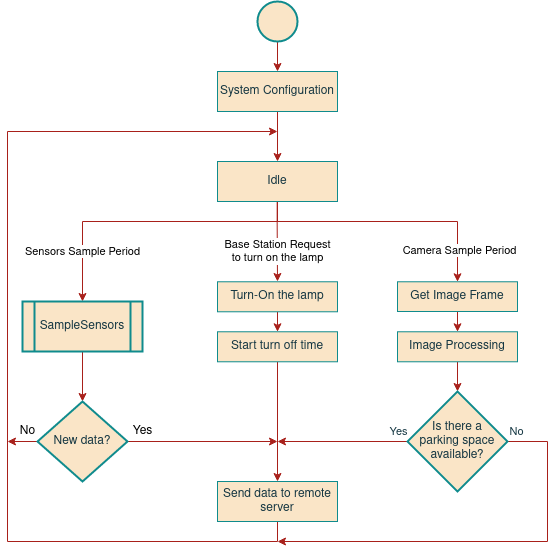 System Configuration
Idle
Sensors Sample Period
Base Station Request
to turn on the lamp
Camera Sample Period
Turn-On the lamp
Get Image Frame
SampleSensors
Start turn off time
Image Processing
No
New data?
Yes
Yes
Is there a
parking space
available?
No
Send data to remote
server